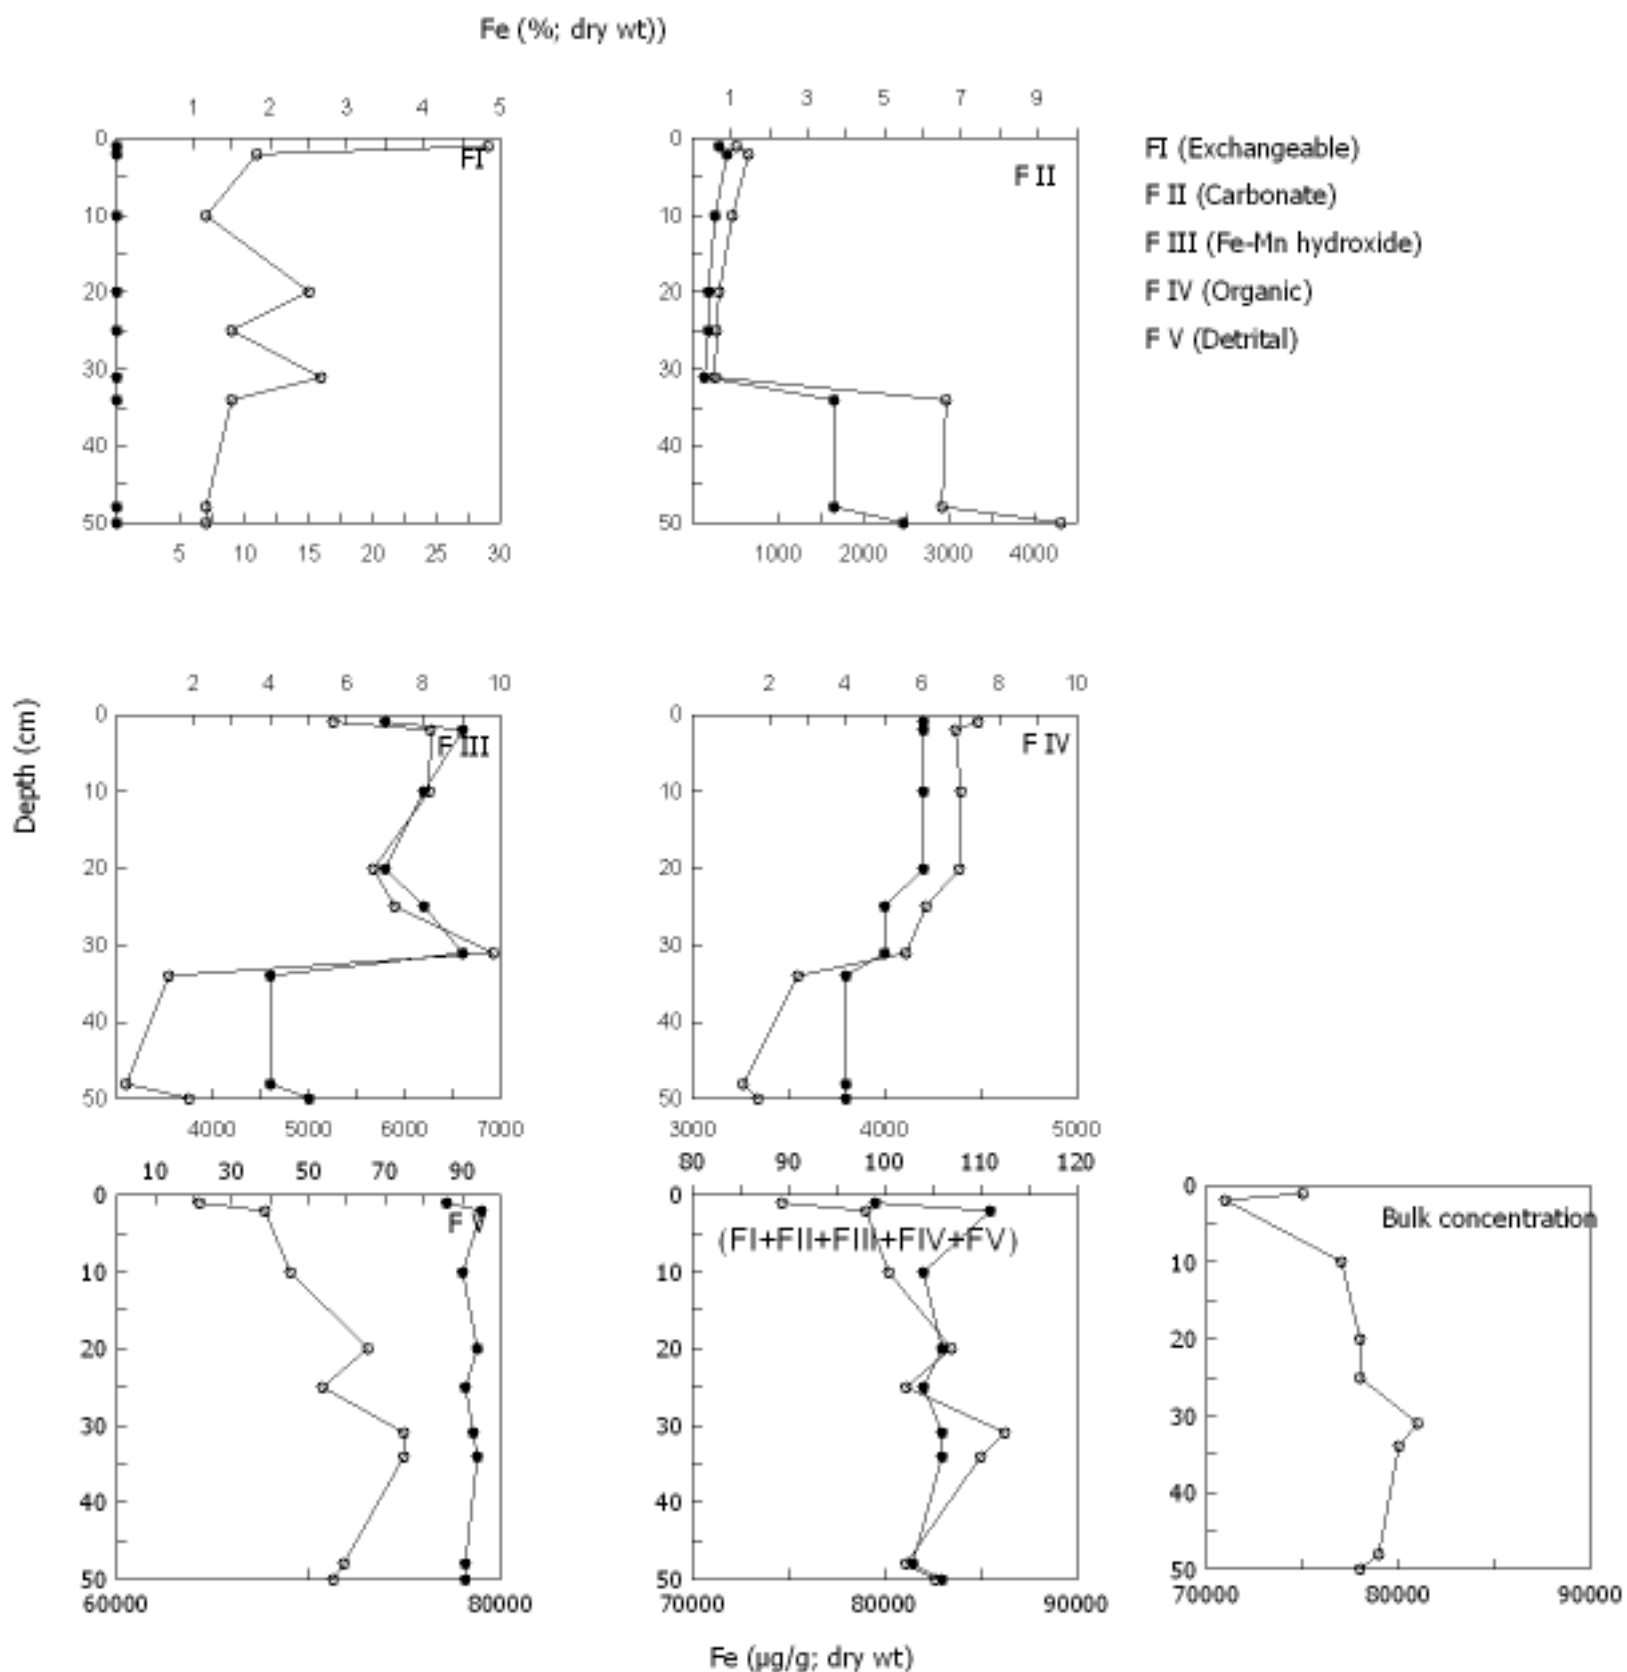 Fe (%; dry wt))
1 2 3 4 5
1 3 5 7 9
0 FI
0 F II
FI (Exchangeable)
F II (Carbonate)
F III (Fe-Mn hydroxide)
F IV (Organic)
F V (Detrital)
10 10
20 20
30 30
40 40
50 50
5 10 15 20 25 30
1000 2000 3000 4000
Depth (cm)
2 4 6 8 10
2 4 6 8 10
0 F III
0 F IV
10 10
20 20
30 30
40 40
50 50
4000 5000 6000 7000
3000 4000 5000
10 30 50 70 90
80 90 100 110 120
0 F V
0 (FI+FII+FIII+FIV+FV)
0 Bulk concentration
10 10 10
20 20 20
30 30 30
40 40 40
50 50 50
60000 80000
70000 80000 90000
70000 80000 90000
Fe (µg/g; dry wt)